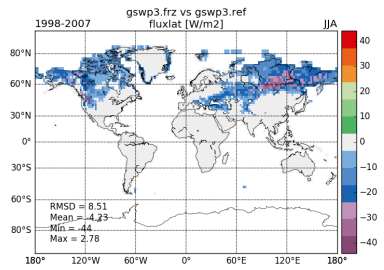 gswp3.frz vs gswp3.ref
1998-2007 fluxlat [W/m2] JJA
80°N
60°N
30°N
0°
30°S
60°S
80°S
RMSD = 8.51
Mean = -4.23
Min = -44
Max = 2.78
180° 120°W 60°W 0° 60°E 120°E 180°
40
30
20
10
0
-10
-20
-30
-40